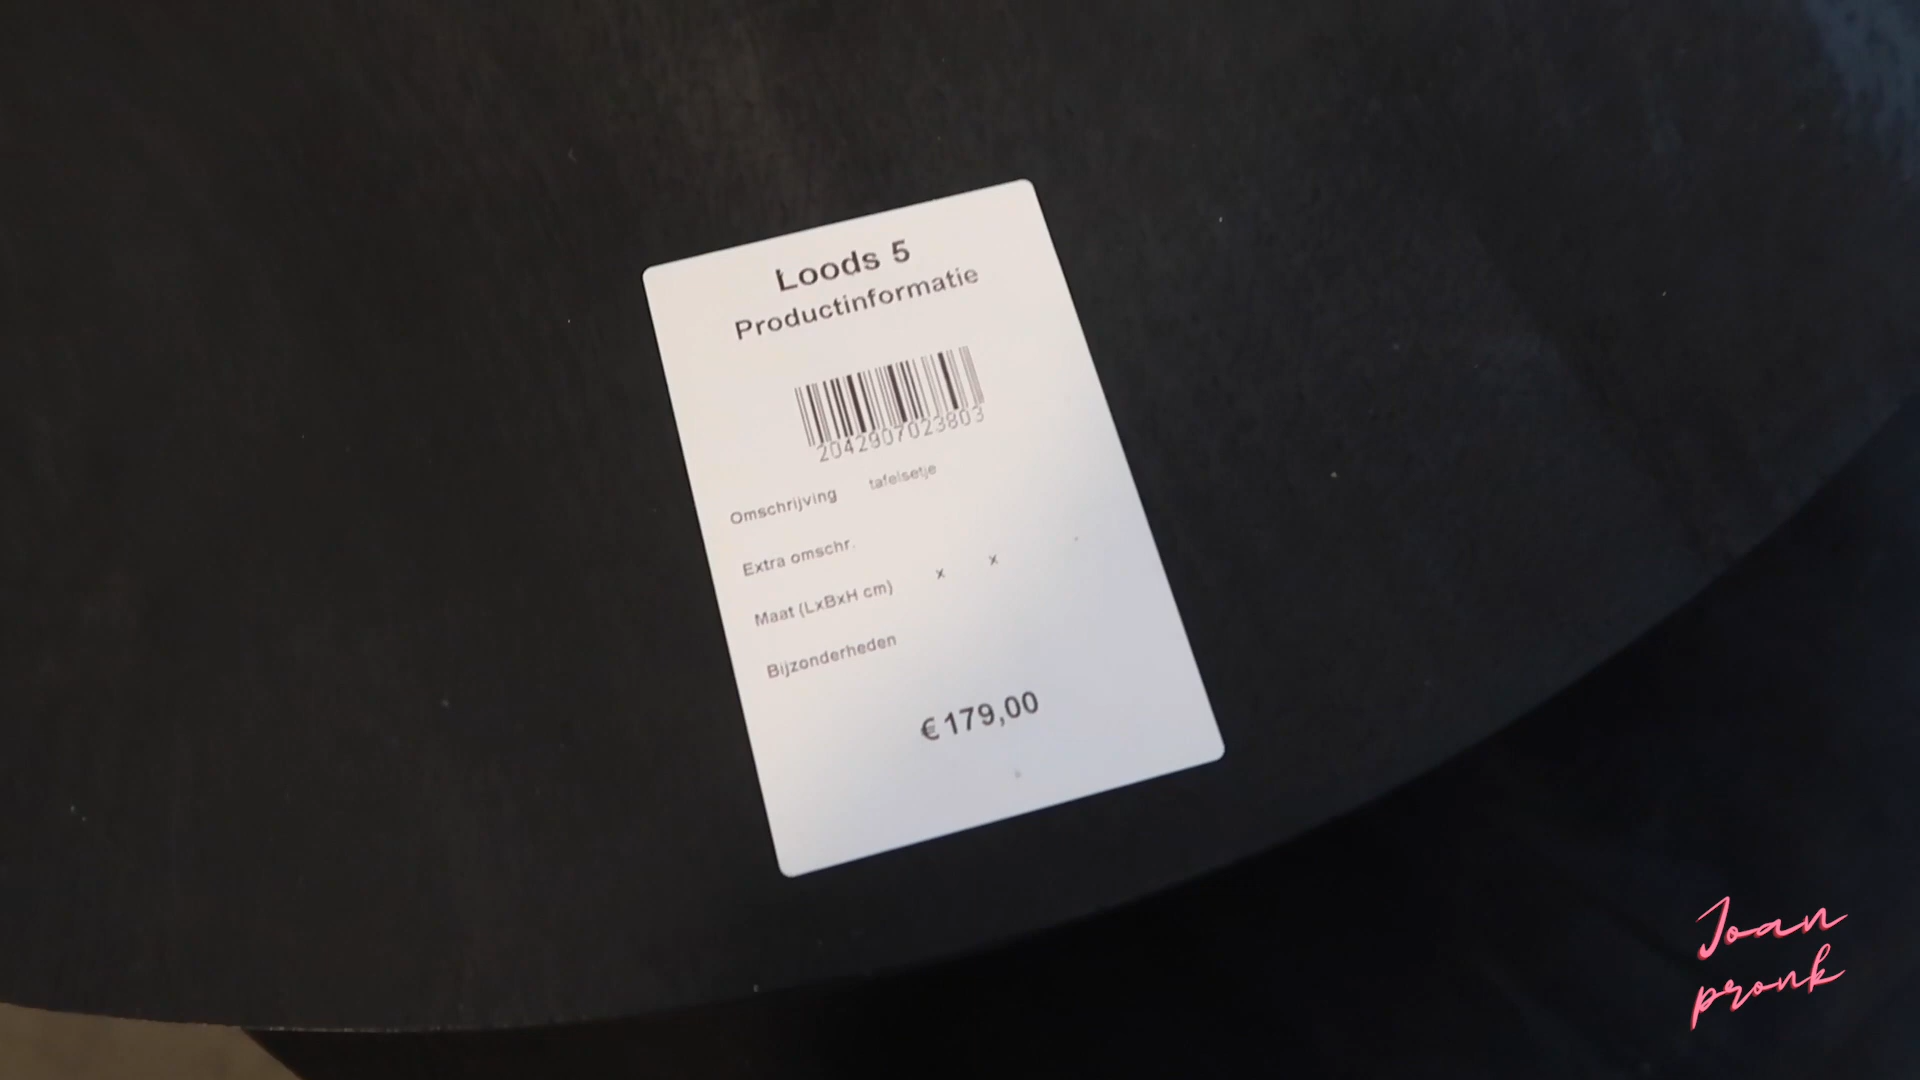 Loods 5
Productinformatie
2042907023803
Omschrijving tafelsetje
Extra omschr.
Maat (LxBxH cm) x x
Bijzonderheden
€ 179,00
Joan
pronk